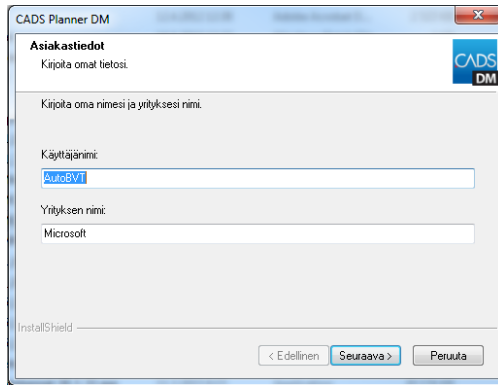 CADS Planner DM
Asiakastiedot
Kirjoita omat tietosi.
CADS
DM
Kirjoita oma nimesi ja yrityksesi nimi.
Käyttäjänimi:
AutoBVT
Yrityksen nimi:
Microsoft
InstallShield
< Edellinen
Seuraava >
Peruuta